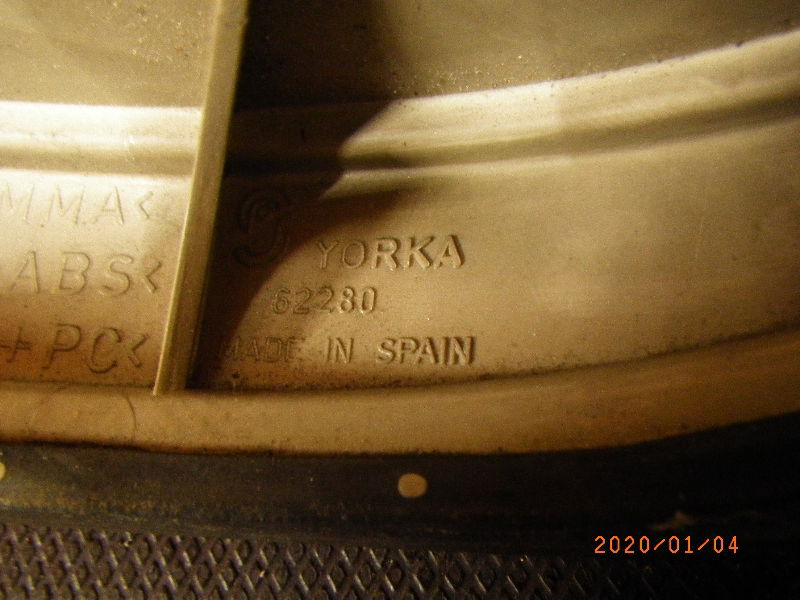 MMA<
ABS<
+PC<
YORKA
62280
MADE IN SPAIN
2020/01/04